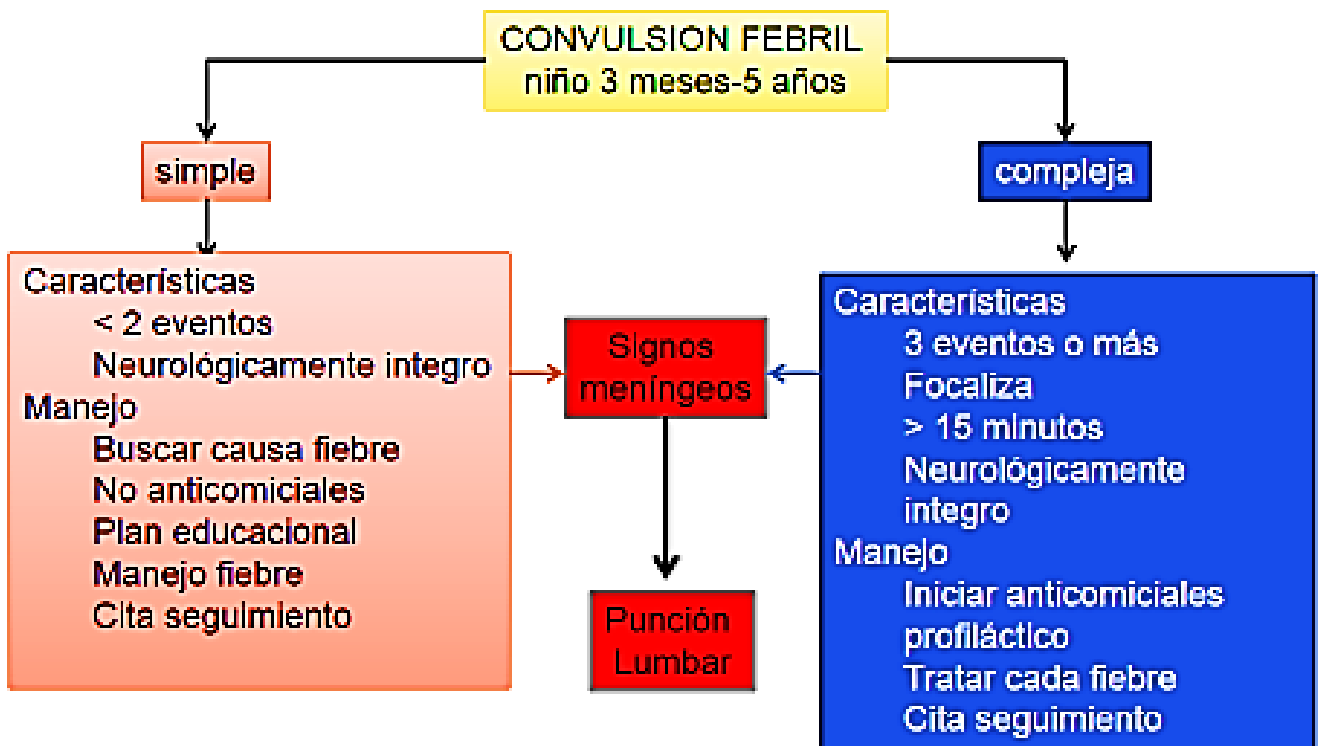 CONVULSION FEBRIL
niño 3 meses-5 años
simple
compleja
Características
< 2 eventos
Neurológicamente integro
Manejo
Buscar causa fiebre
No anticomiciales
Plan educacional
Manejo fiebre
Cita seguimiento
Signos
meníngeos
Punción
Lumbar
Características
3 eventos o más
Focaliza
> 15 minutos
Neurológicamente
integro
Manejo
Iniciar anticomiciales
profiláctico
Tratar cada fiebre
Cita seguimiento